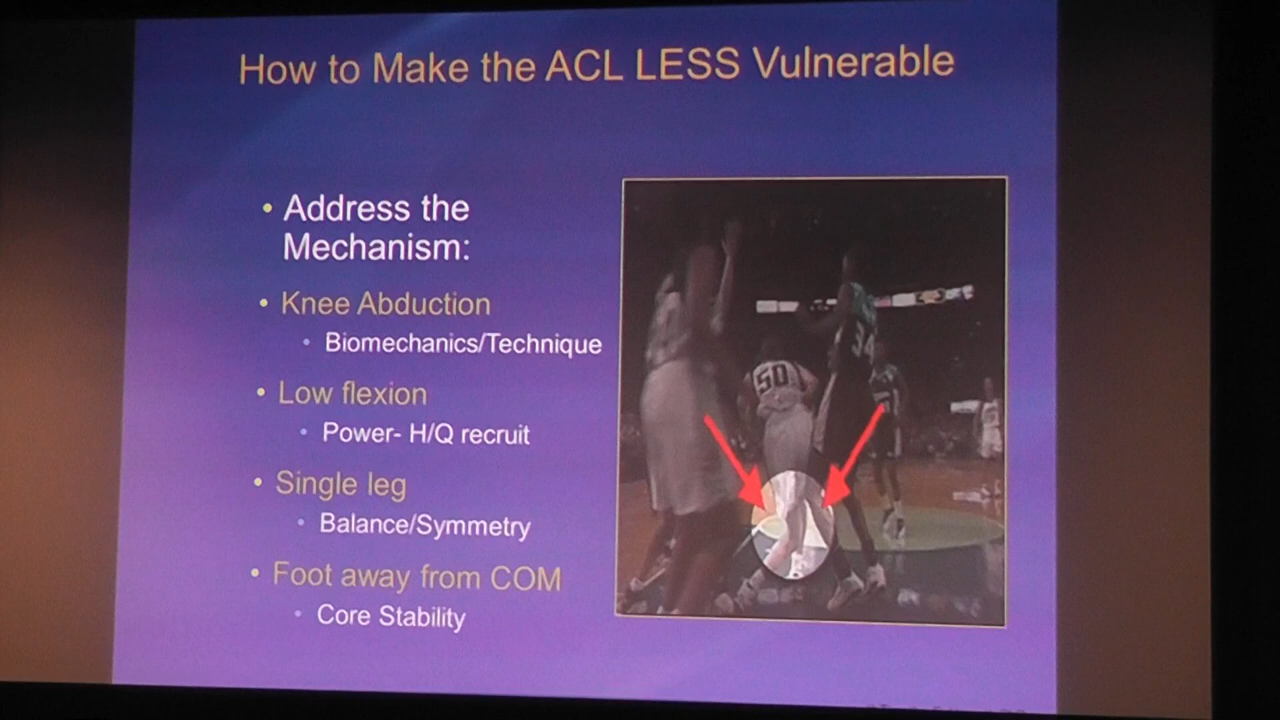 How to Make the ACL LESS Vulnerable
• Address the
Mechanism:
• Knee Abduction
• Biomechanics/Technique
• Low flexion
• Power- H/Q recruit
• Single leg
• Balance/Symmetry
• Foot away from COM
• Core Stability
50
34